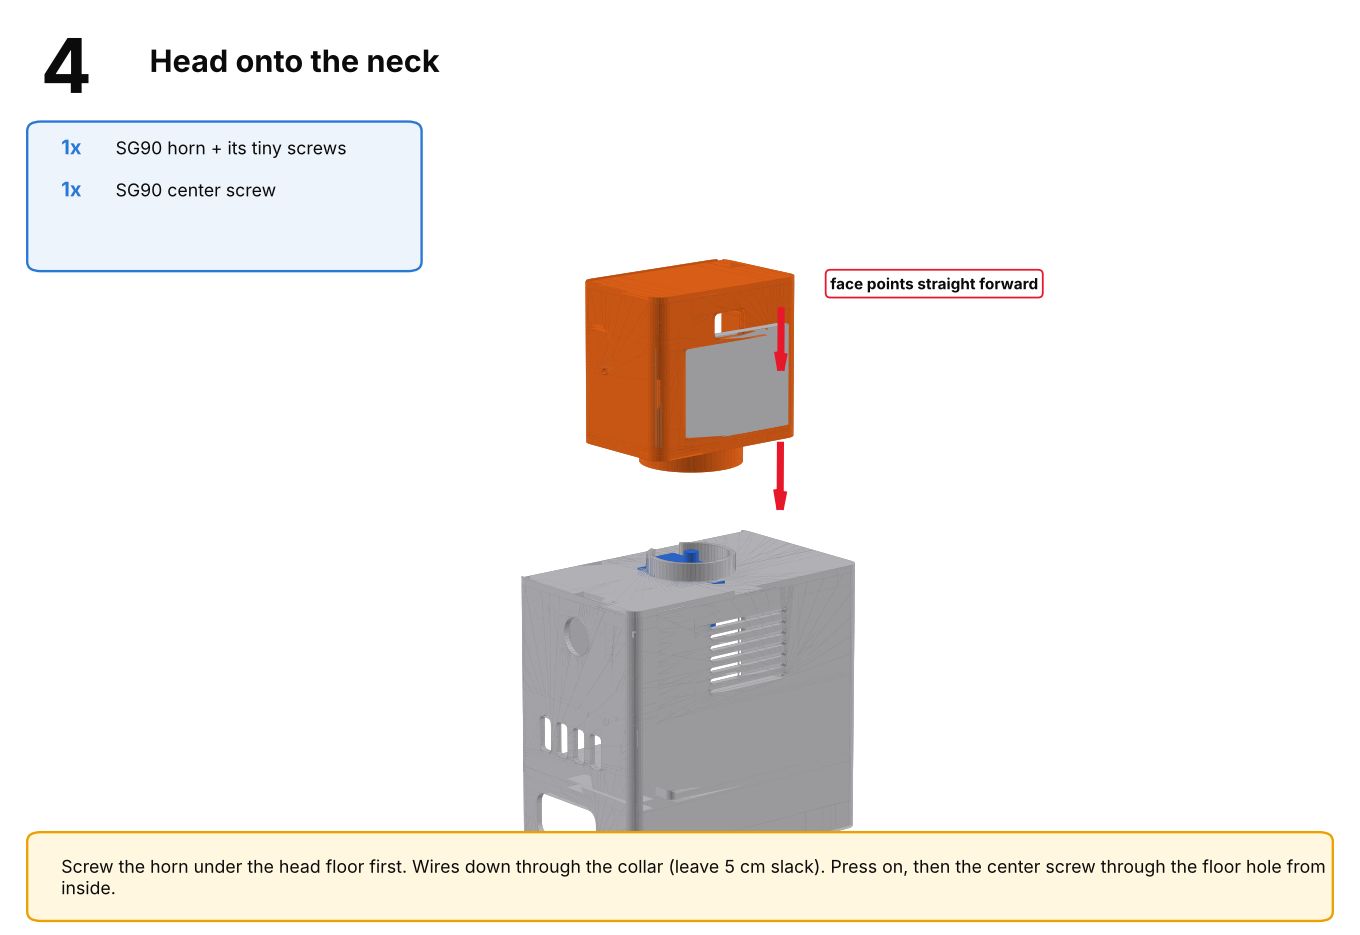 4
Head onto the neck
1x SG90 horn + its tiny screws
1x SG90 center screw
face points straight forward
Screw the horn under the head floor first. Wires down through the collar (leave 5 cm slack). Press on, then the center screw through the floor hole from
inside.